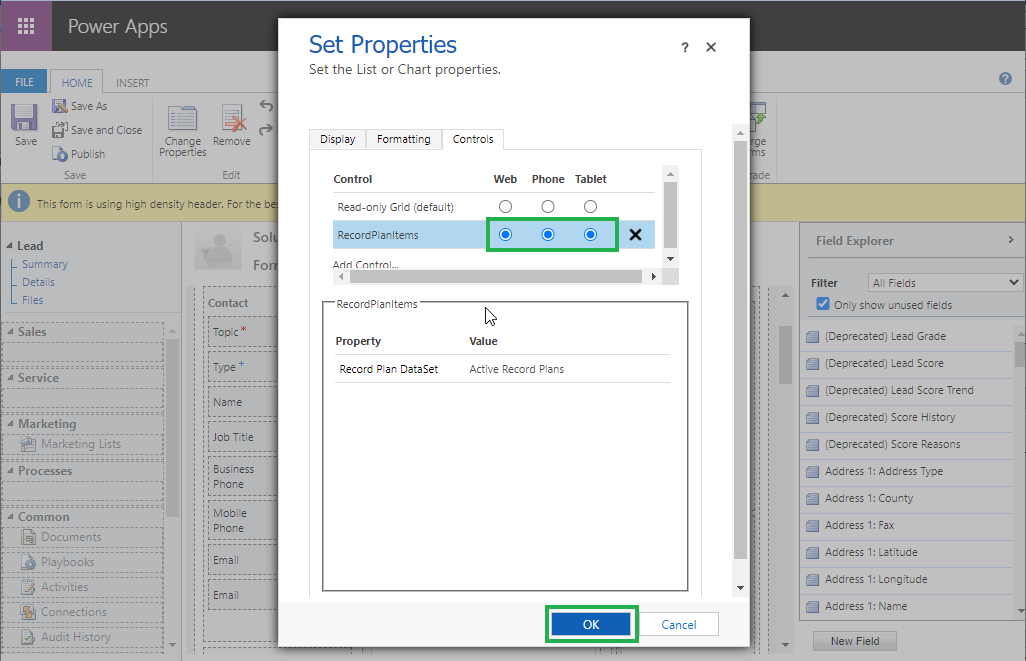 Power Apps
FILE
HOME
INSERT
Save
Save As
Save and Close
Publish
Save
Change
Properties
Remove
Edit
This form is using high density header. For the
Lead
Summary
Details
Files
Sales
Service
Marketing
Marketing Lists
Processes
Common
Documents
Playbooks
Activities
Connections
Audit History
Contact
Topic*
Type+
Name
Job Title
Business
Phone
Mobile
Phone
Email
Email
Set Properties
Set the List or Chart properties.
?
Display
Formatting
Controls
Control Web Phone Tablet
Read-only Grid (default)
RecordPlanItems
Add Control...
RecordPlanItems
Property Value
Record Plan DataSet Active Record Plans
OK
Cancel
Field Explorer
Filter All Fields
Only show unused fields
(Deprecated) Lead Grade
(Deprecated) Lead Score
(Deprecated) Lead Score Trend
(Deprecated) Score History
(Deprecated) Score Reasons
Address 1: Address Type
Address 1: County
Address 1: Fax
Address 1: Latitude
Address 1: Longitude
Address 1: Name
New Field